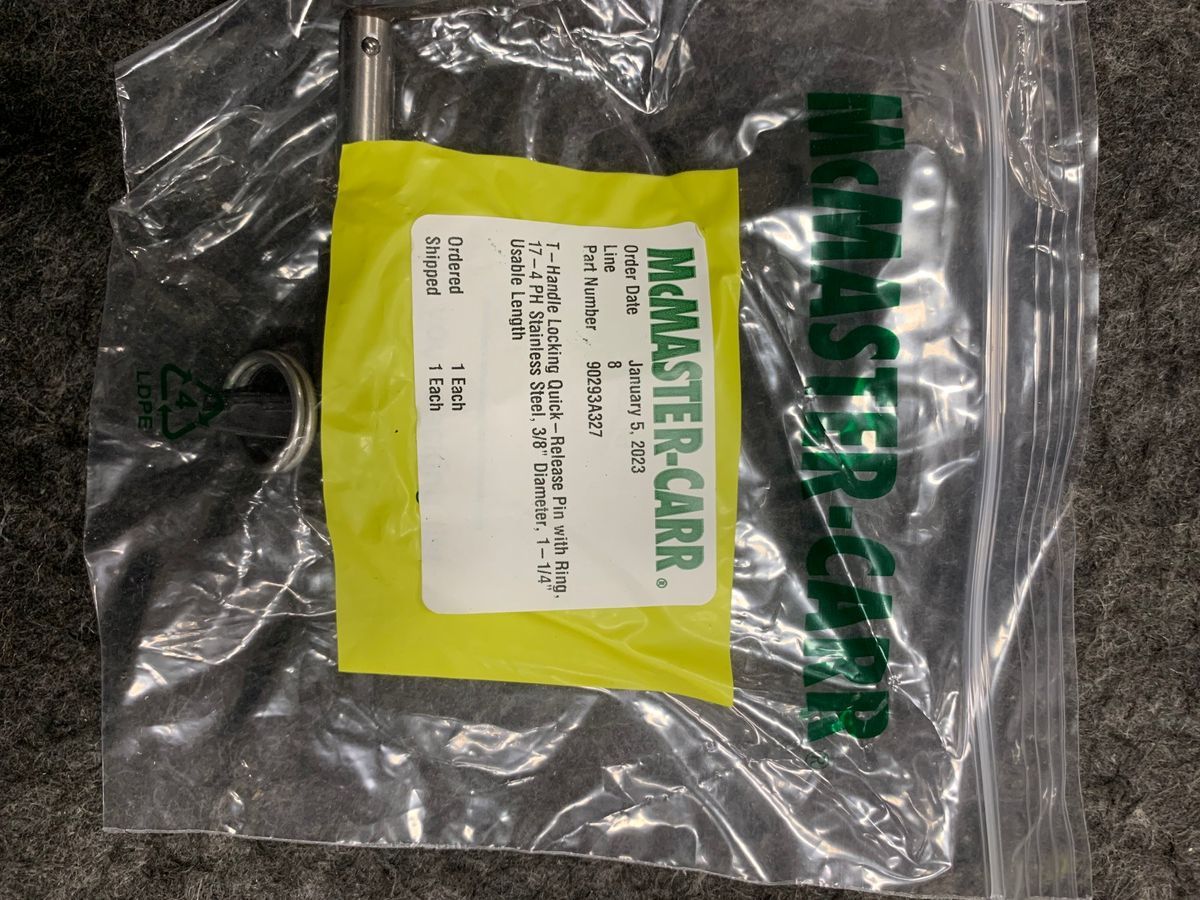 McMASTER-CARR®
McMASTER-CARR®
Order Date January 5, 2023
Line 8
Part Number 90293A327
T-Handle Locking Quick-Release Pin with Ring,
17-4 PH Stainless Steel, 3/8" Diameter, 1-1/4"
Usable Length
Ordered 1 Each
Shipped 1 Each
4
LDPE